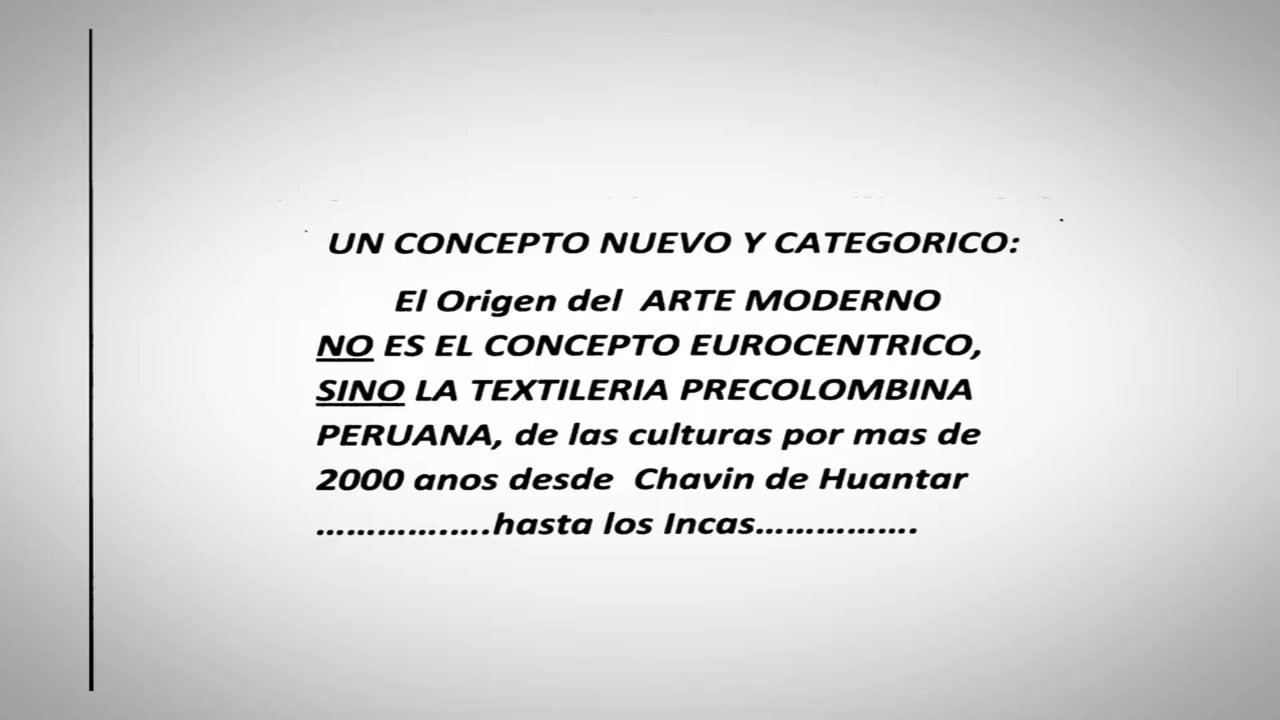 UN CONCEPTO NUEVO Y CATEGORICO:
El Origen del ARTE MODERNO
NO ES EL CONCEPTO EUROCENTRICO,
SINO LA TEXTILERIA PRECOLOMBINA
PERUANA, de las culturas por mas de
2000 anos desde Chavin de Huantar
……………..…hasta los Incas…………….